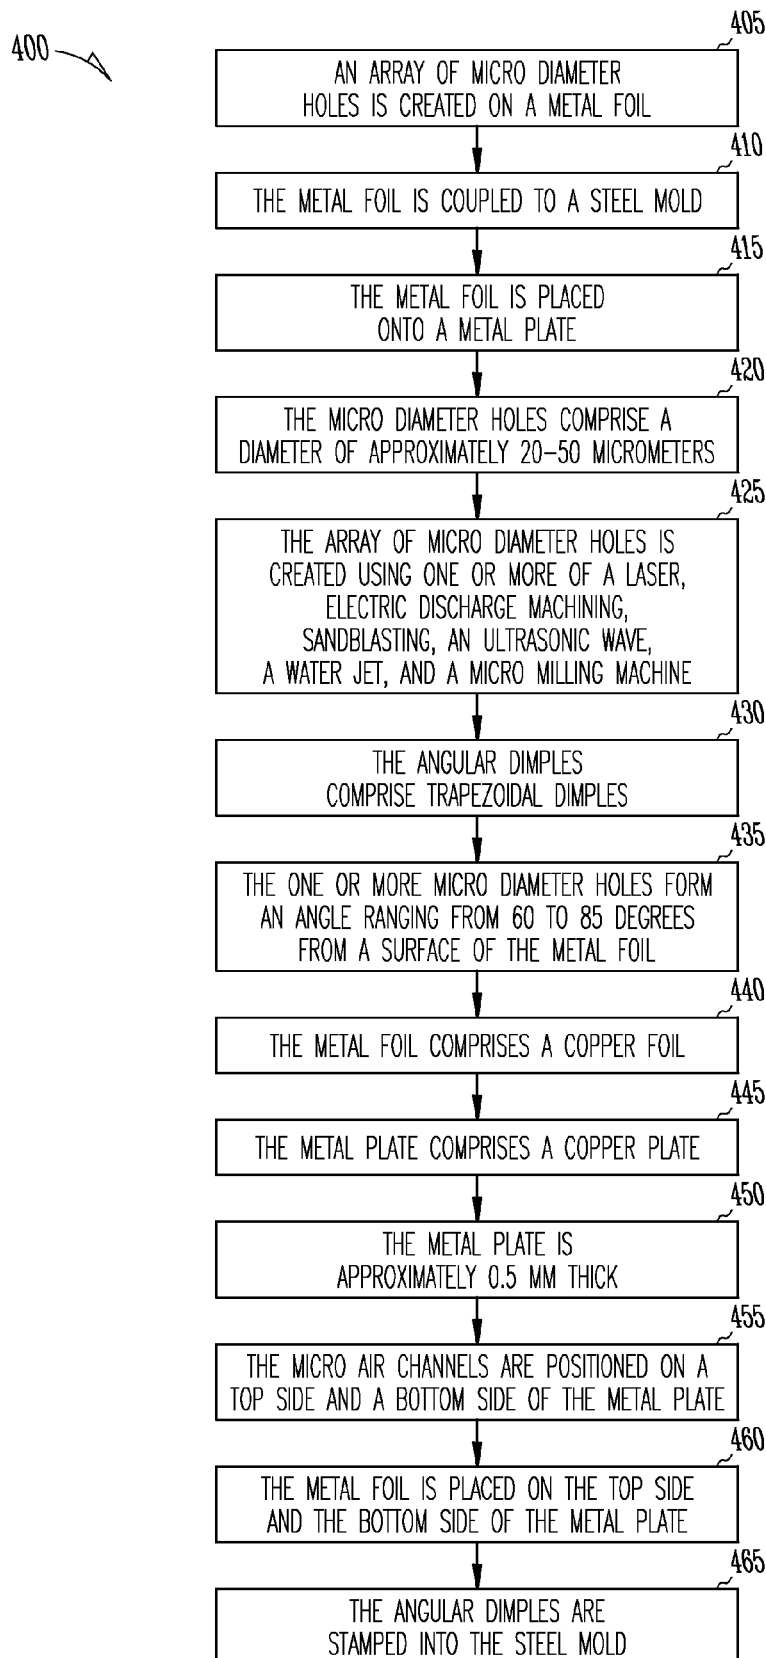 400
405
AN ARRAY OF MICRO DIAMETER
HOLES IS CREATED ON A METAL FOIL
410
THE METAL FOIL IS COUPLED TO A STEEL MOLD
415
THE METAL FOIL IS PLACED
ONTO A METAL PLATE
420
THE MICRO DIAMETER HOLES COMPRISE A
DIAMETER OF APPROXIMATELY 20–50 MICROMETERS
425
THE ARRAY OF MICRO DIAMETER HOLES IS
CREATED USING ONE OR MORE OF A LASER,
ELECTRIC DISCHARGE MACHINING,
SANDBLASTING, AN ULTRASONIC WAVE,
A WATER JET, AND A MICRO MILLING MACHINE
430
THE ANGULAR DIMPLES
COMPRISE TRAPEZOIDAL DIMPLES
435
THE ONE OR MORE MICRO DIAMETER HOLES FORM
AN ANGLE RANGING FROM 60 TO 85 DEGREES
FROM A SURFACE OF THE METAL FOIL
440
THE METAL FOIL COMPRISES A COPPER FOIL
445
THE METAL PLATE COMPRISES A COPPER PLATE
450
THE METAL PLATE IS
APPROXIMATELY 0.5 MM THICK
455
THE MICRO AIR CHANNELS ARE POSITIONED ON A
TOP SIDE AND A BOTTOM SIDE OF THE METAL PLATE
460
THE METAL FOIL IS PLACED ON THE TOP SIDE
AND THE BOTTOM SIDE OF THE METAL PLATE
465
THE ANGULAR DIMPLES ARE
STAMPED INTO THE STEEL MOLD